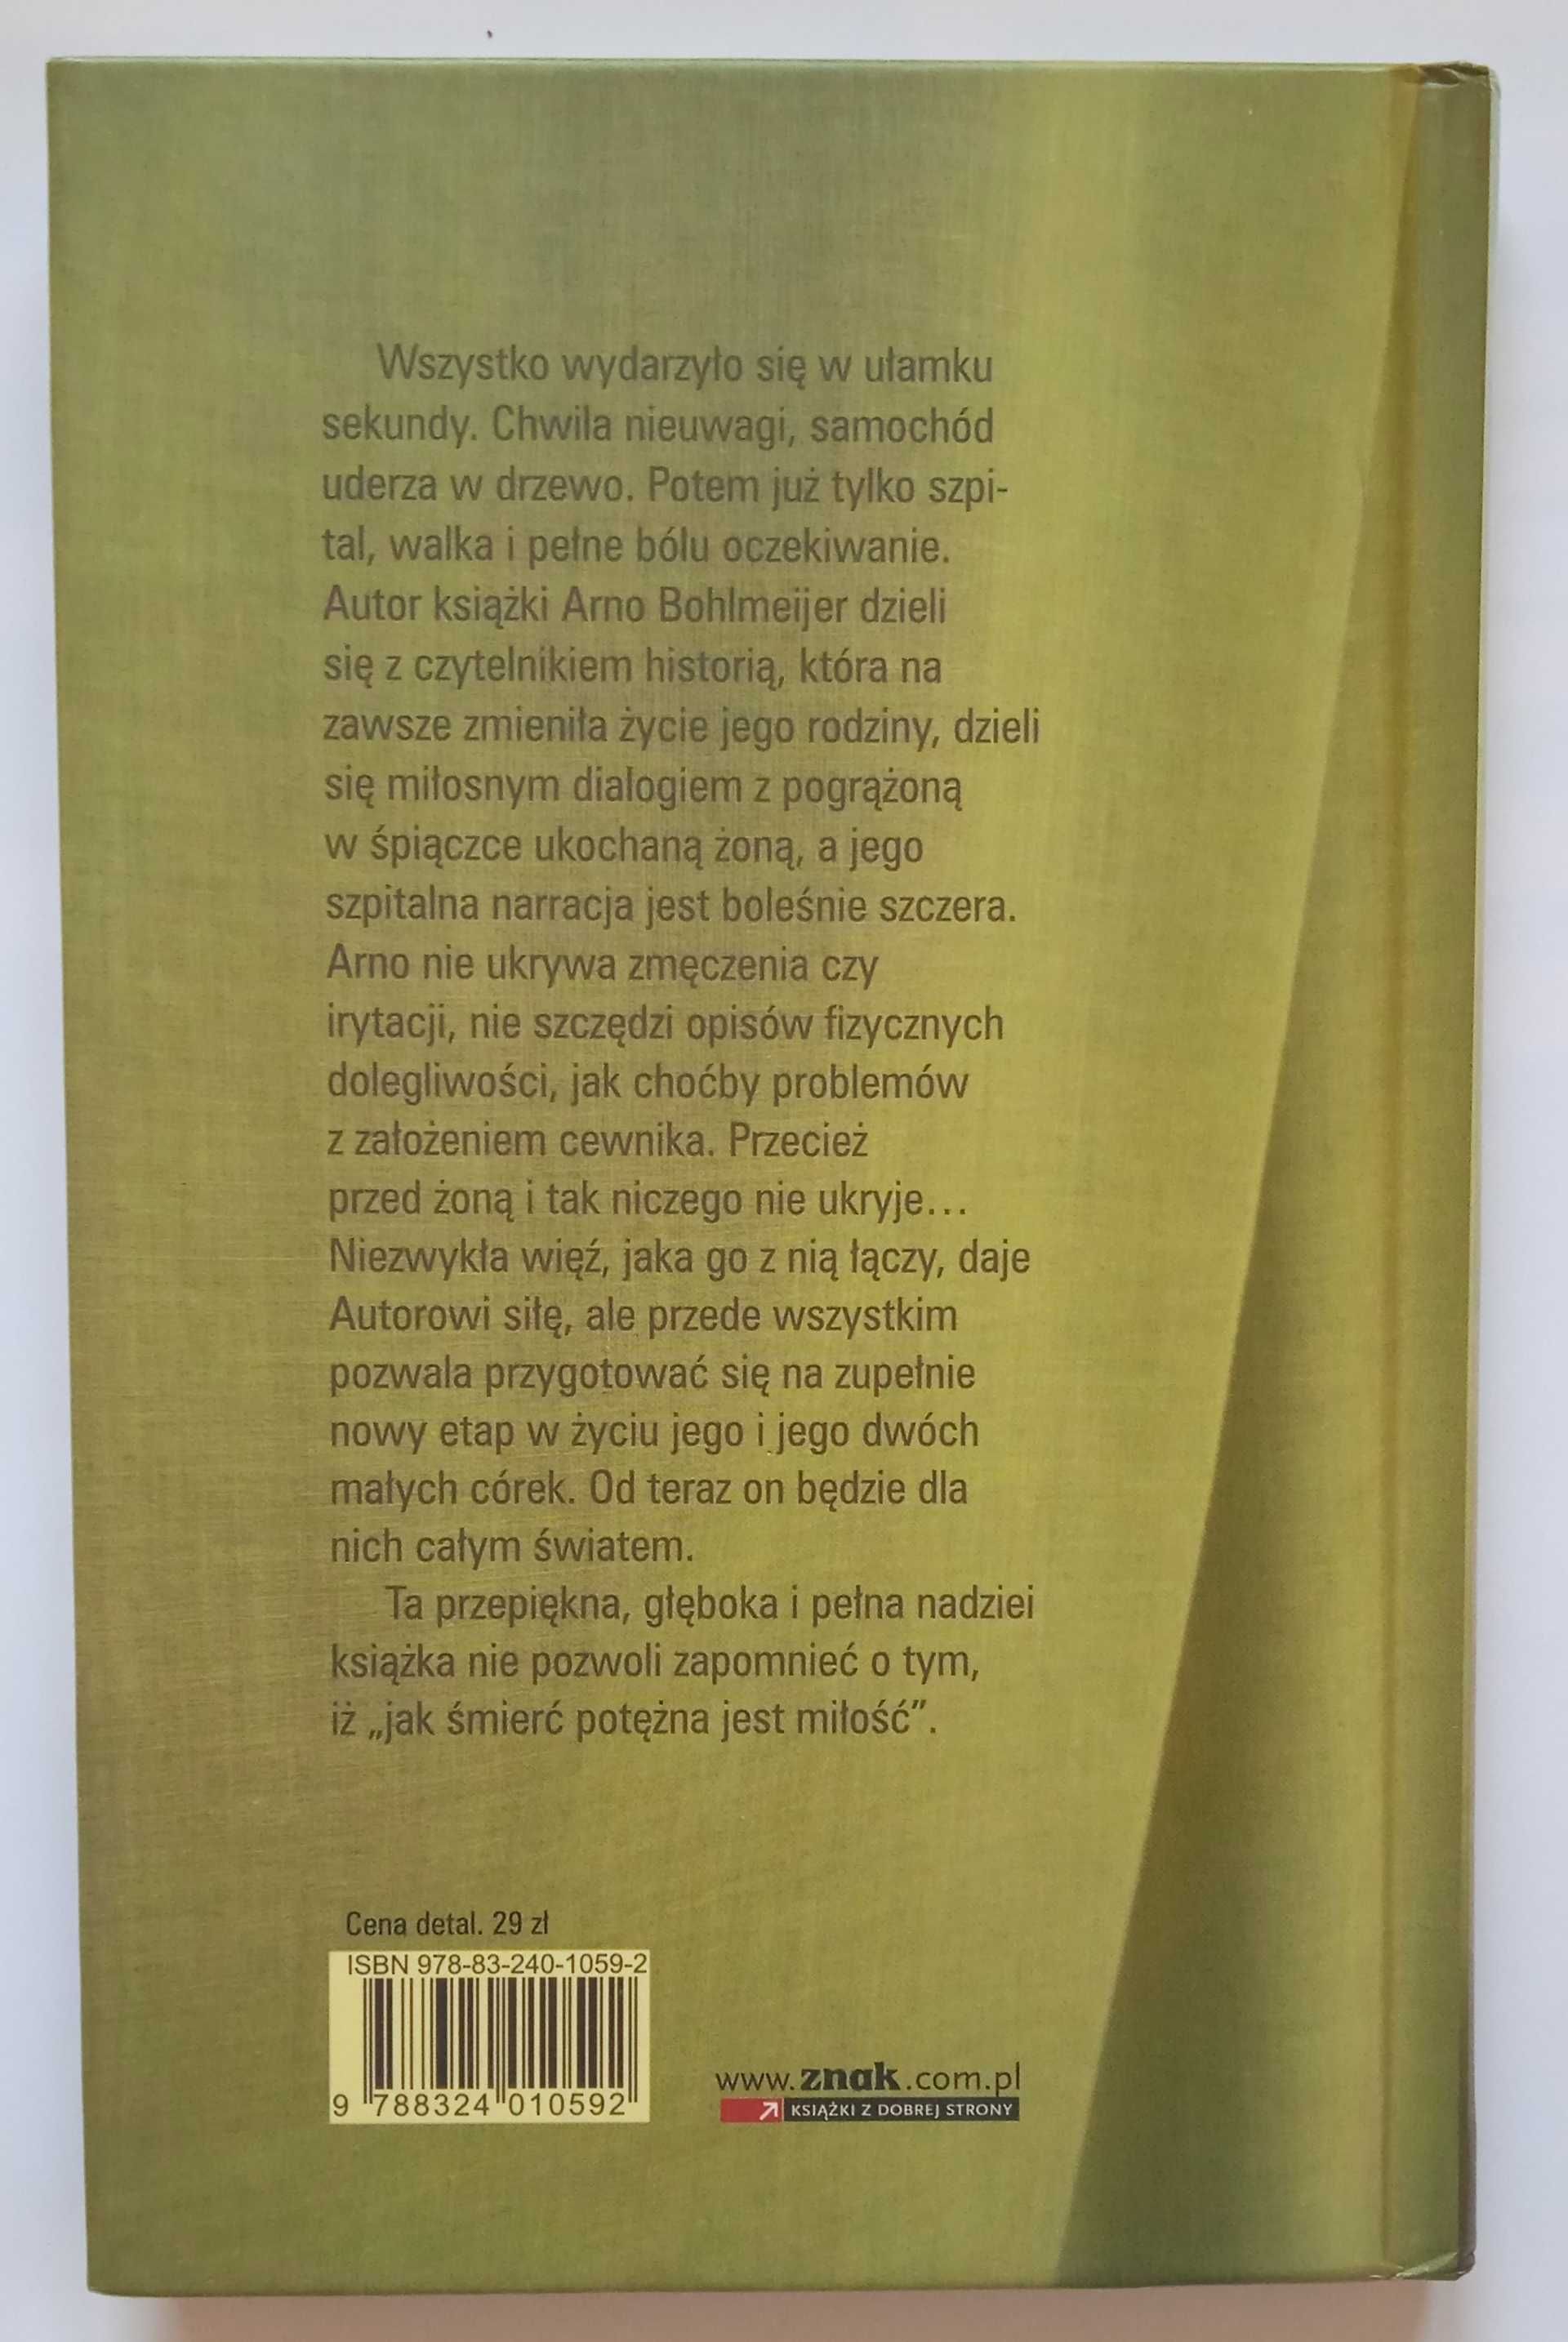 Wszystko wydarzyło się w ułamku
sekundy. Chwila nieuwagi, samochód
uderza w drzewo. Potem już tylko szpi-
tal, walka i pełne bólu oczekiwanie.
Autor książki Arno Bohlmeijer dzieli
się z czytelnikiem historią, która na
zawsze zmieniła życie jego rodziny, dzieli
się miłosnym dialogiem z pogrążoną
w śpiączce ukochaną żoną, a jego
szpitalna narracja jest boleśnie szczera.
Arno nie ukrywa zmęczenia czy
irytacji, nie szczędzi opisów fizycznych
dolegliwości, jak choćby problemów
z założeniem cewnika. Przecież
przed żoną i tak niczego nie ukryje...
Niezwykła więź, jaka go z nią łączy, daje
Autorowi siłę, ale przede wszystkim
pozwala przygotować się na zupełnie
nowy etap w życiu jego i jego dwóch
małych córek. Od teraz on będzie dla
nich całym światem.
Ta przepiękna, głęboka i pełna nadziei
książka nie pozwoli zapomnieć o tym,
iż „jak śmierć potężna jest miłość”.
Cena detal. 29 zł
ISBN 978-83-240-1059-2
9 788324 010592
www.znak.com.pl
KSIĄŻKI Z DOBREJ STRONY